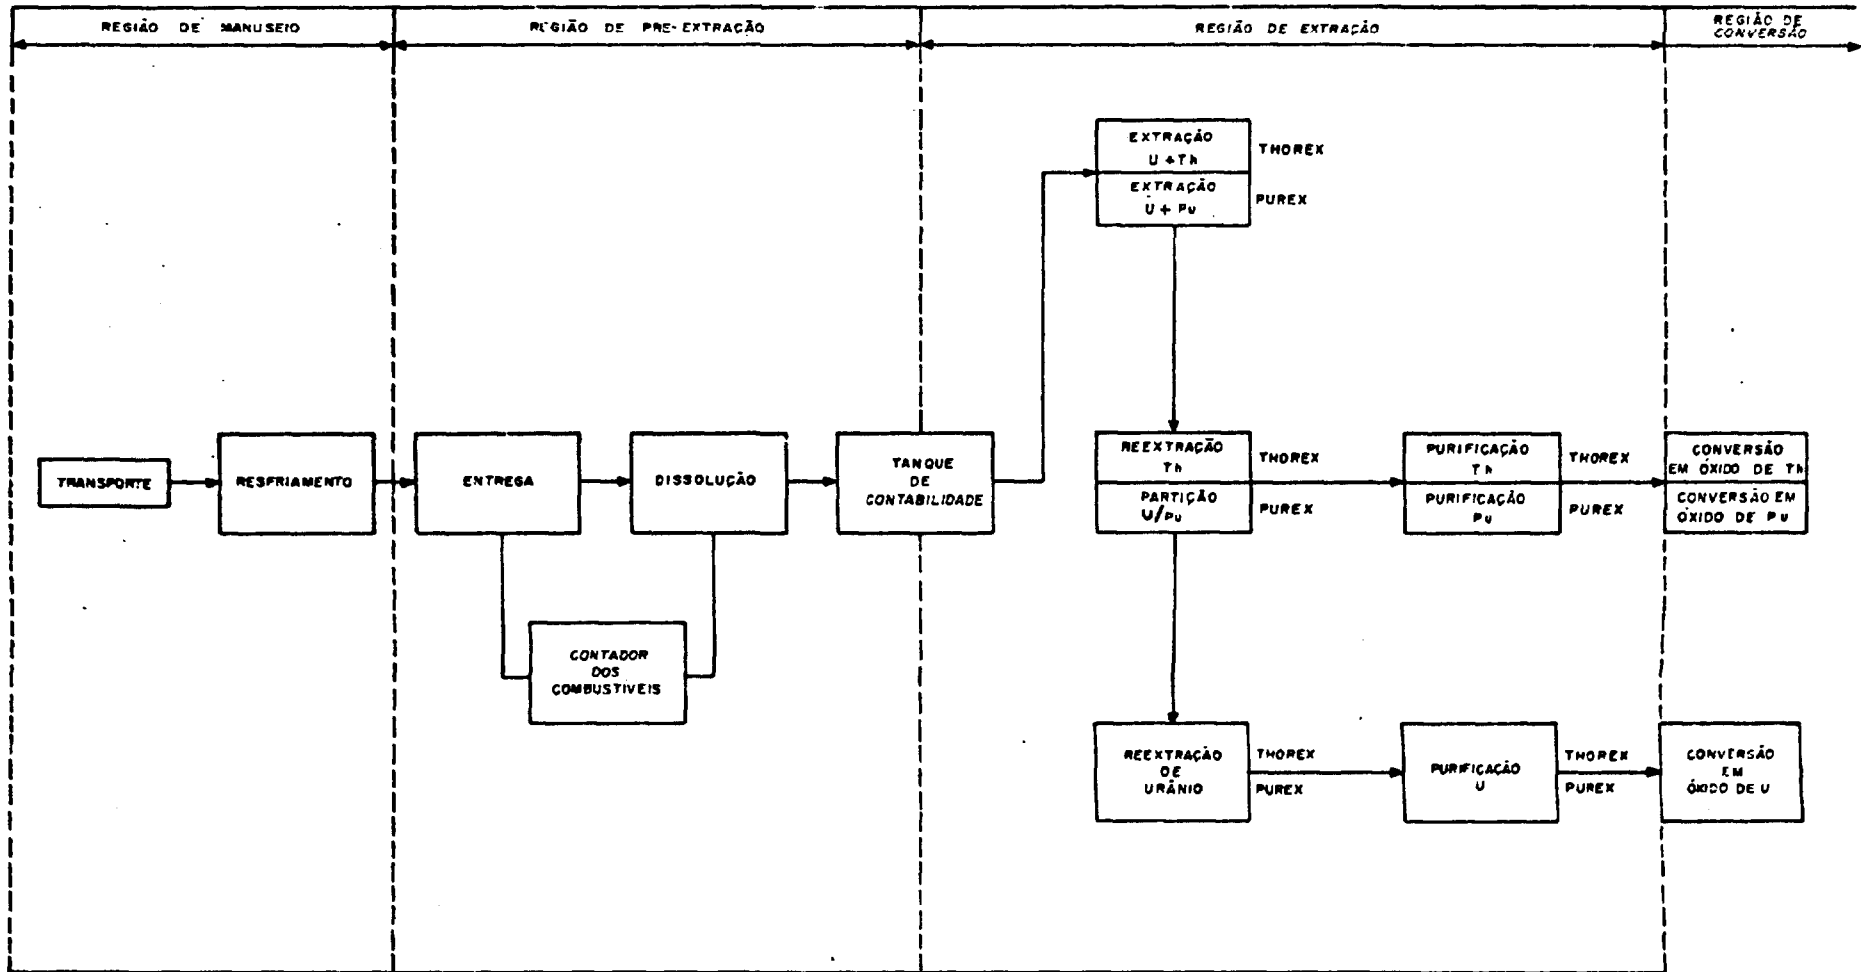 REGIÃO DE MANUSEIO
REGIÃO DE PRE-EXTRAÇÃO
REGIÃO DE EXTRAÇÃO
REGIÃO DE
CONVERSÃO
EXTRAÇÃO
U + Th
THOREX
EXTRAÇÃO
U + Pu
PUREX
TRANSPORTE
RESFRIAMENTO
ENTREGA
DISSOLUÇÃO
TANQUE
DE
CONTABILIDADE
REEXTRAÇÃO
Th
THOREX
PARTIÇÃO
U/Pu
PUREX
PURIFICAÇÃO
Th
THOREX
PURIFICAÇÃO
Pu
PUREX
CONVERSÃO
EM ÓXIDO DE Th
CONVERSÃO EM
ÓXIDO DE Pu
CONTADOR
DOS
COMBUSTIVEIS
REEXTRAÇÃO
DE
URÂNIO
THOREX
PUREX
PURIFICAÇÃO
U
THOREX
PUREX
CONVERSÃO
EM
ÓXIDO DE U